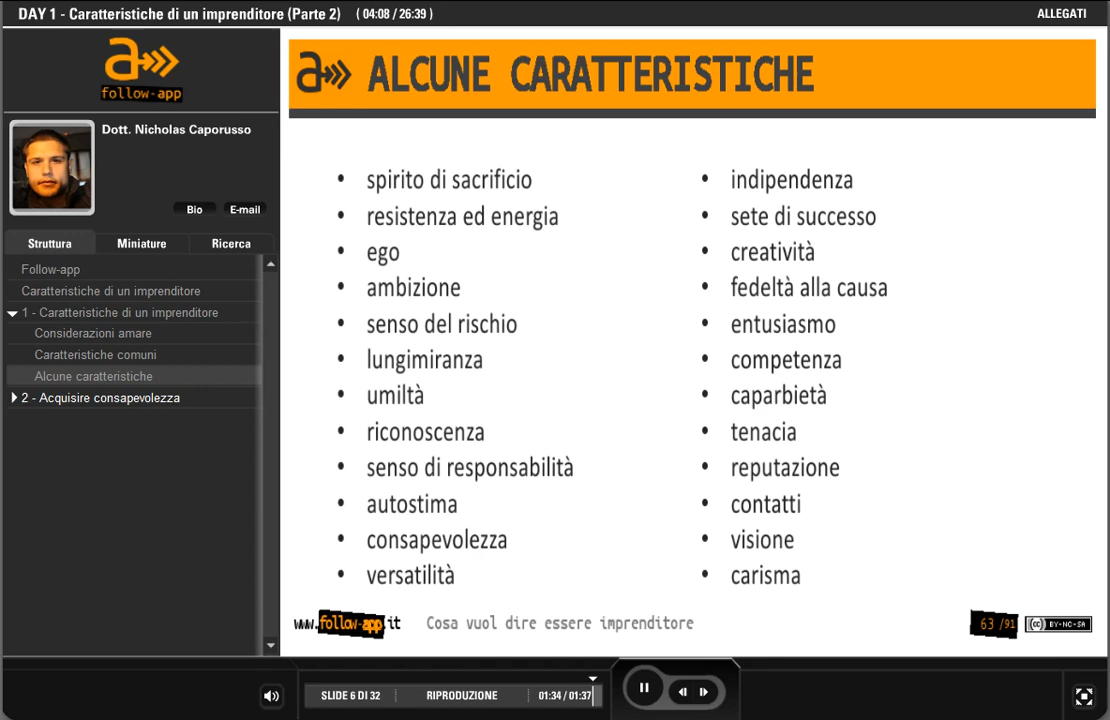 DAY 1 - Caratteristiche di un imprenditore (Parte 2) ( 04:08 / 26:39 )
ALLEGATI
a
follow-app
Dott. Nicholas Caporusso
Bio E-mail
Struttura Miniature Ricerca
Follow-app
Caratteristiche di un imprenditore
1 - Caratteristiche di un imprenditore
Considerazioni amare
Caratteristiche comuni
Alcune caratteristiche
2 - Acquisire consapevolezza
a ALCUNE CARATTERISTICHE
• spirito di sacrificio
• resistenza ed energia
• ego
• ambizione
• senso del rischio
• lungimiranza
• umiltà
• riconoscenza
• senso di responsabilità
• autostima
• consapevolezza
• versatilità
• indipendenza
• sete di successo
• creatività
• fedeltà alla causa
• entusiasmo
• competenza
• caparbietà
• tenacia
• reputazione
• contatti
• visione
• carisma
www.follow-app.it Cosa vuol dire essere imprenditore 63 /91 (cc) BY-NC-SA
SLIDE 6 DI 32 RIPRODUZIONE 01:34 / 01:37